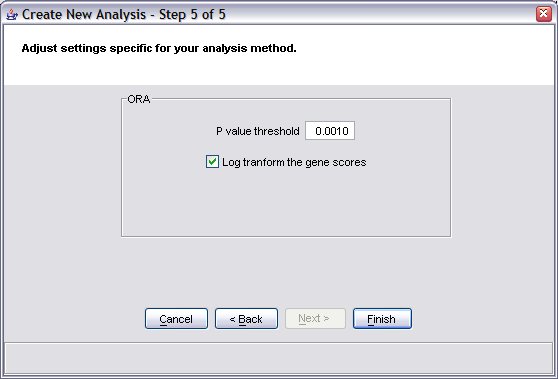 Create New Analysis - Step 5 of 5
Adjust settings specific for your analysis method.
ORA
P value threshold 0.0010
Log tranform the gene scores
Cancel < Back Next > Finish